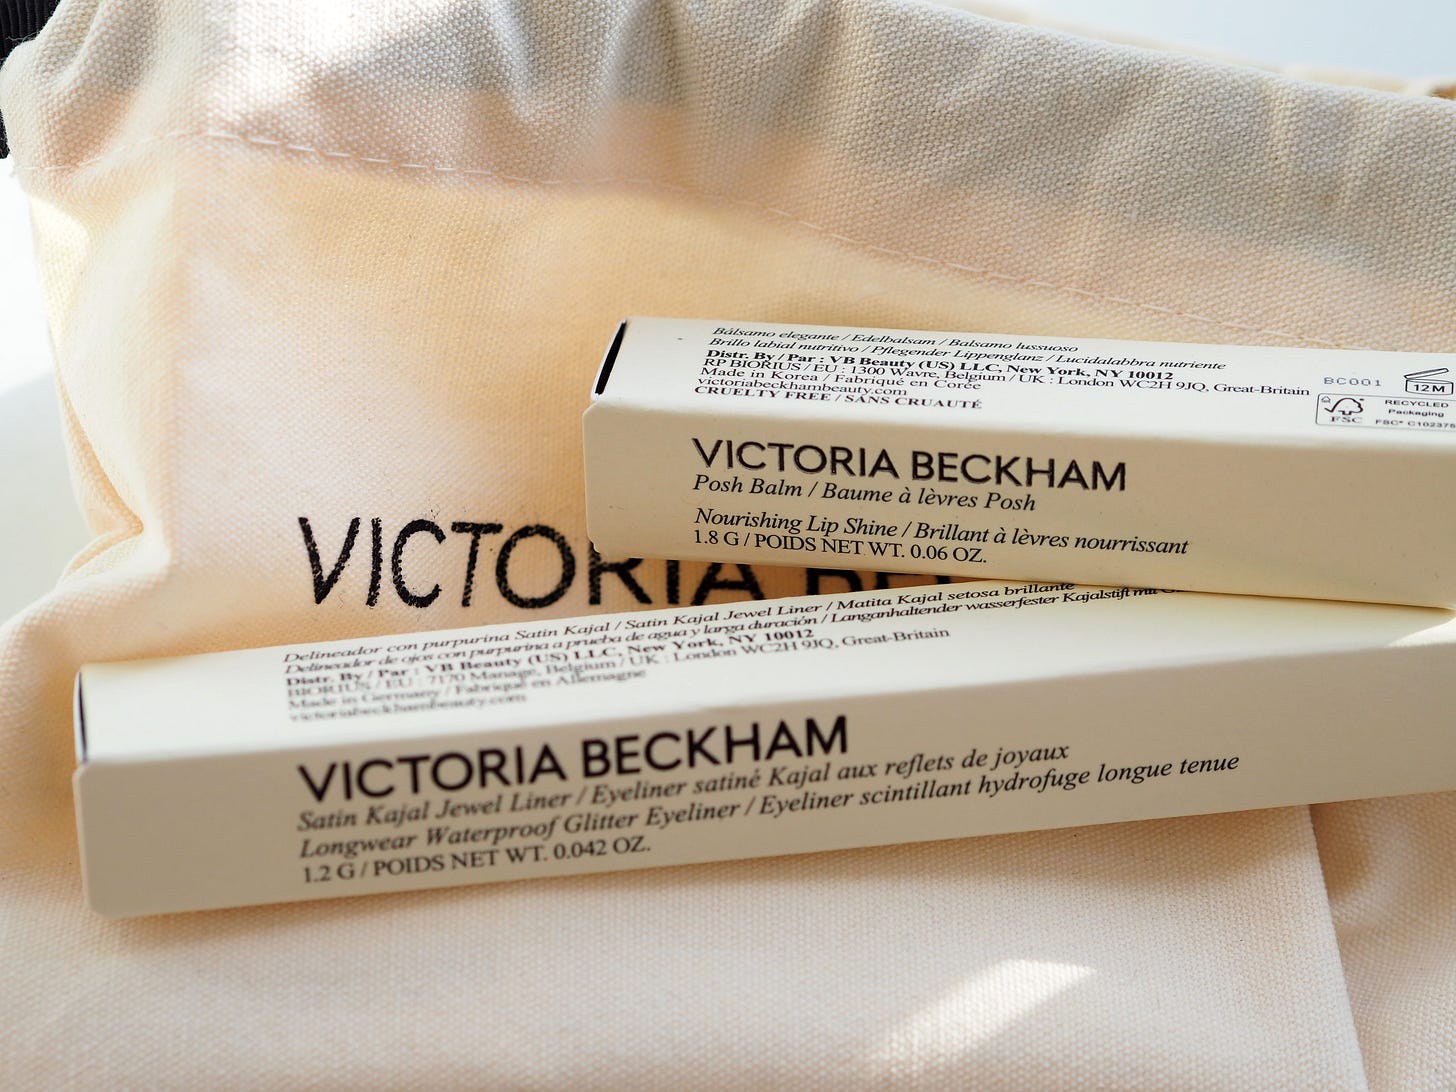 Bálsamo elegante / Edelbalsam / Balsamo lussuoso
Brillo labial nutritivo / Pflegender Lippenglanz / Lucidalabbra nutriente
Distr. By / Par : VB Beauty (US) LLC, New York, NY 10012
RP BIORIUS / EU : 1300 Wavre, Belgium / UK : London WC2H 9JQ, Great-Britain
Made in Korea / Fabriqué en Corée
victoriabeckhambeauty.com
CRUELTY FREE / SANS CRUAUTÉ
BC001
12M
FSC
RECYCLED
Packaging
FSC® C102375
VICTORIA BECKHAM
Posh Balm / Baume à lèvres Posh
Nourishing Lip Shine / Brillant à lèvres nourrissant
1.8 G / POIDS NET WT. 0.06 OZ.
VICTORIA BEC
Delineador con purpurina Satin Kajal / Satin Kajal Jewel Liner / Matita Kajal setosa brillante
Delineador de ojos con purpurina a prueba de agua y larga duración / Langanhaltender wasserfester Kajalstift mit
Distr. By / Par : VB Beauty (US) LLC, New York, NY 10012
BIORIUS / EU : 7170 Manage, Belgium / UK : London WC2H 9JQ, Great-Britain
Made in Germany / Fabriqué en Allemagne
victoriabeckhambeauty.com
VICTORIA BECKHAM
Satin Kajal Jewel Liner / Eyeliner satiné Kajal aux reflets de joyaux
Longwear Waterproof Glitter Eyeliner / Eyeliner scintillant hydrofuge longue tenue
1.2 G / POIDS NET WT. 0.042 OZ.